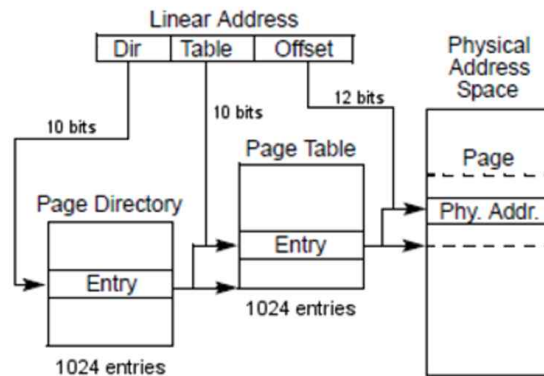 Linear Address
Dir
Table
Offset
Physical
Address
Space
10 bits
10 bits
12 bits
Page Table
Page
Page Directory
Phy. Addr.
Entry
Entry
1024 entries
1024 entries